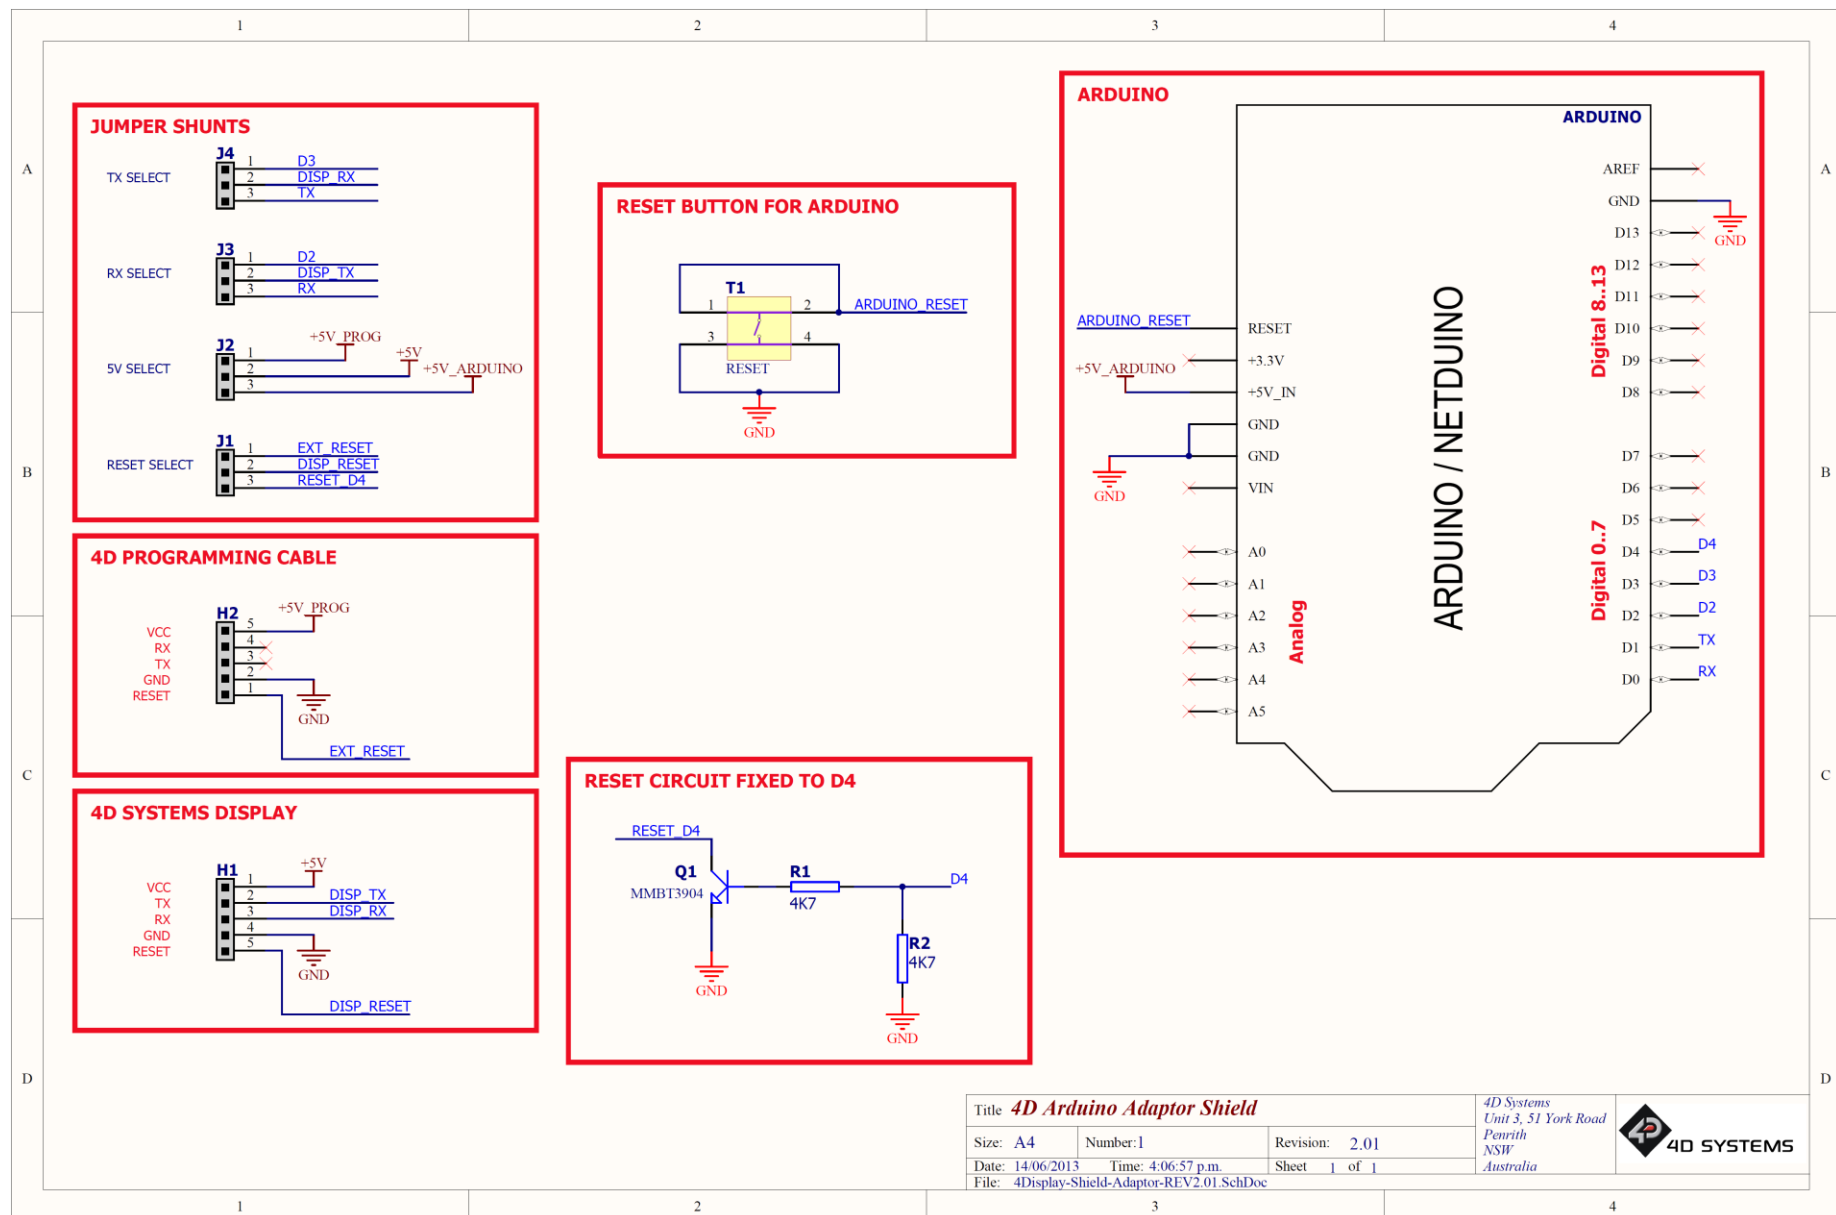 1 2 3 4
A
B
C
D
JUMPER SHUNTS
TX SELECT
J4
1 D3
2 DISP_RX
3 TX
RX SELECT
J3
1 D2
2 DISP_TX
3 RX
5V SELECT
J2
1 +5V_PROG
2 +5V
3 +5V_ARDUINO
RESET SELECT
J1
1 EXT_RESET
2 DISP_RESET
3 RESET_D4
4D PROGRAMMING CABLE
H2
+5V_PROG
VCC 5
RX 4
TX 3
GND 2
RESET 1
GND
EXT_RESET
4D SYSTEMS DISPLAY
H1
+5V
VCC 1
TX 2 DISP_TX
RX 3 DISP_RX
GND 4
RESET 5
GND
DISP_RESET
RESET BUTTON FOR ARDUINO
T1
1 2 ARDUINO_RESET
3 4
RESET
GND
RESET CIRCUIT FIXED TO D4
RESET_D4
Q1
MMBT3904
R1
4K7
D4
R2
4K7
GND
GND
ARDUINO
ARDUINO
ARDUINO / NETDUINO
ARDUINO_RESET
RESET
+3.3V
+5V_ARDUINO
+5V_IN
GND
GND
GND
VIN
A0
A1
A2
A3
A4
A5
Analog
AREF
GND
GND
D13
D12
D11
D10
D9
D8
Digital 8..13
D7
D6
D5
D4 D4
D3 D3
D2 D2
D1 TX
D0 RX
Digital 0..7
Title 4D Arduino Adaptor Shield
Size: A4 Number:1 Revision: 2.01
Date: 14/06/2013 Time: 4:06:57 p.m. Sheet 1 of 1
File: 4Display-Shield-Adaptor-REV2.01.SchDoc
4D Systems
Unit 3, 51 York Road
Penrith
NSW
Australia
4D SYSTEMS
A
B
C
D
1 2 3 4